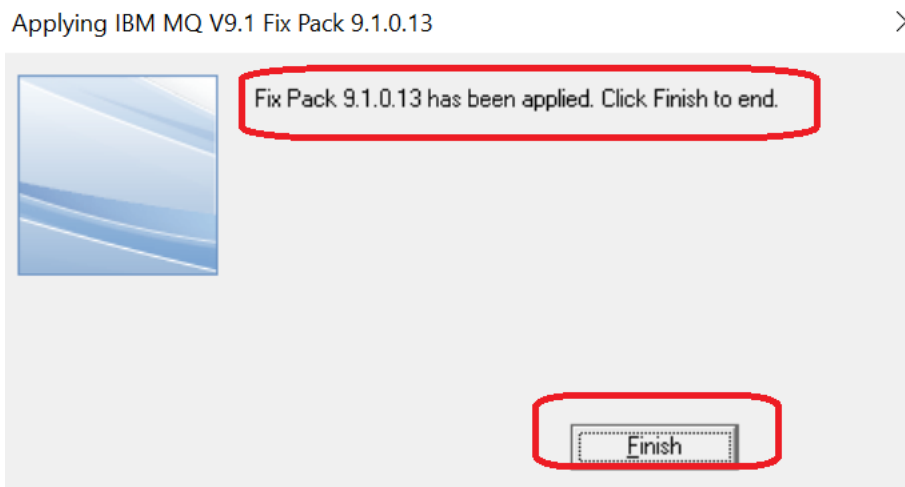 Applying IBM MQ V9.1 Fix Pack 9.1.0.13
Fix Pack 9.1.0.13 has been applied. Click Finish to end.
Finish